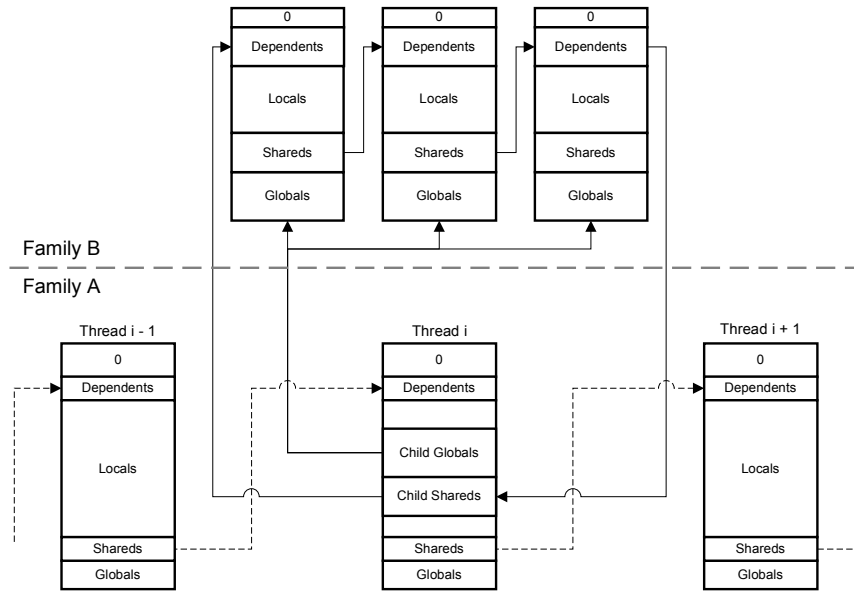 0
0
0
Dependents
Dependents
Dependents
Locals
Locals
Locals
Shareds
Shareds
Shareds
Globals
Globals
Globals
Family B
Family A
Thread i - 1
Thread i
Thread i + 1
0
0
0
Dependents
Dependents
Dependents
Child Globals
Locals
Locals
Child Shareds
Shareds
Shareds
Shareds
Globals
Globals
Globals